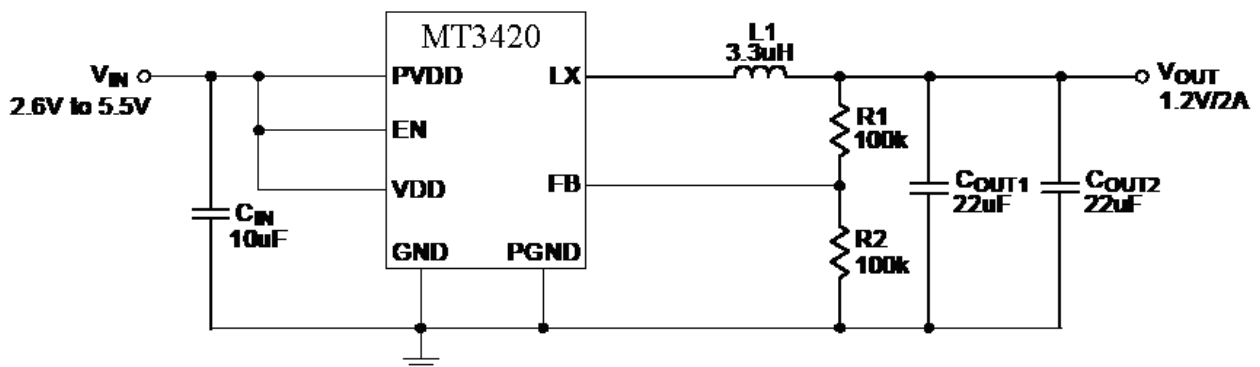 MT3420
L1
3.3uH
VIN
PVDD
LX
VOUT
2.6V to 5.5V
1.2V/2A
R1
100k
EN
VDD
FB
COUT1
22uF
COUT2
22uF
CIN
10uF
R2
100k
GND
PGND